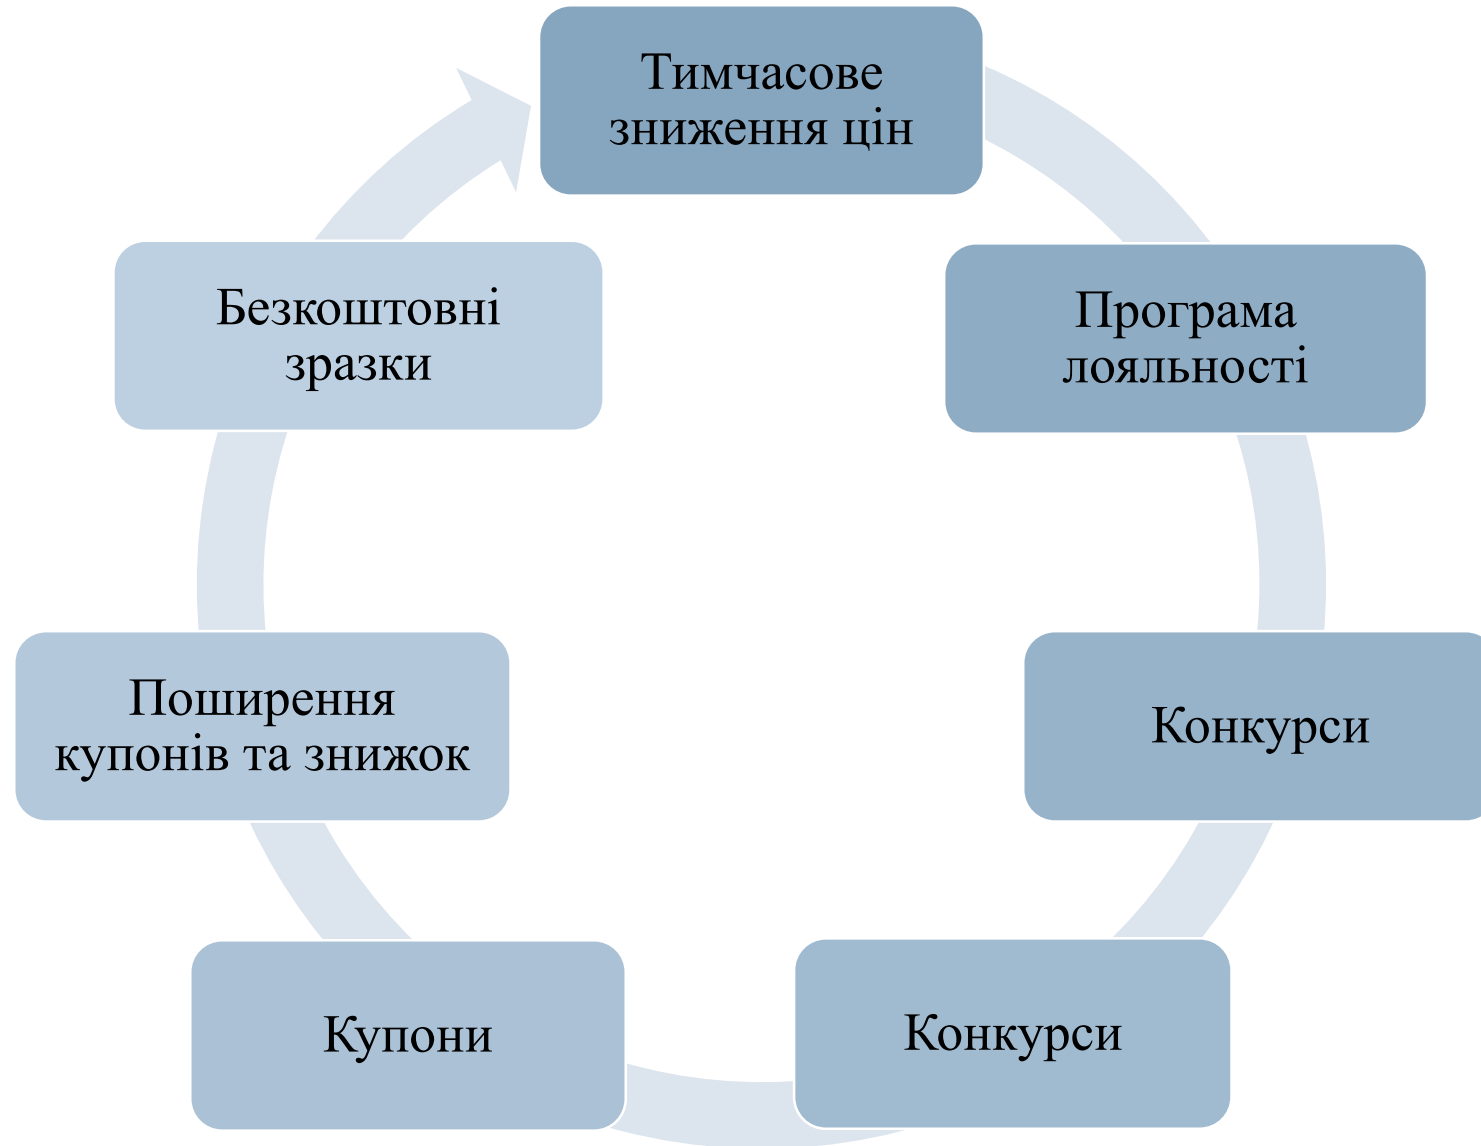 Тимчасове
зниження цін
Програма
лояльності
Конкурси
Конкурси
Купони
Поширення
купонів та знижок
Безкоштовні
зразки